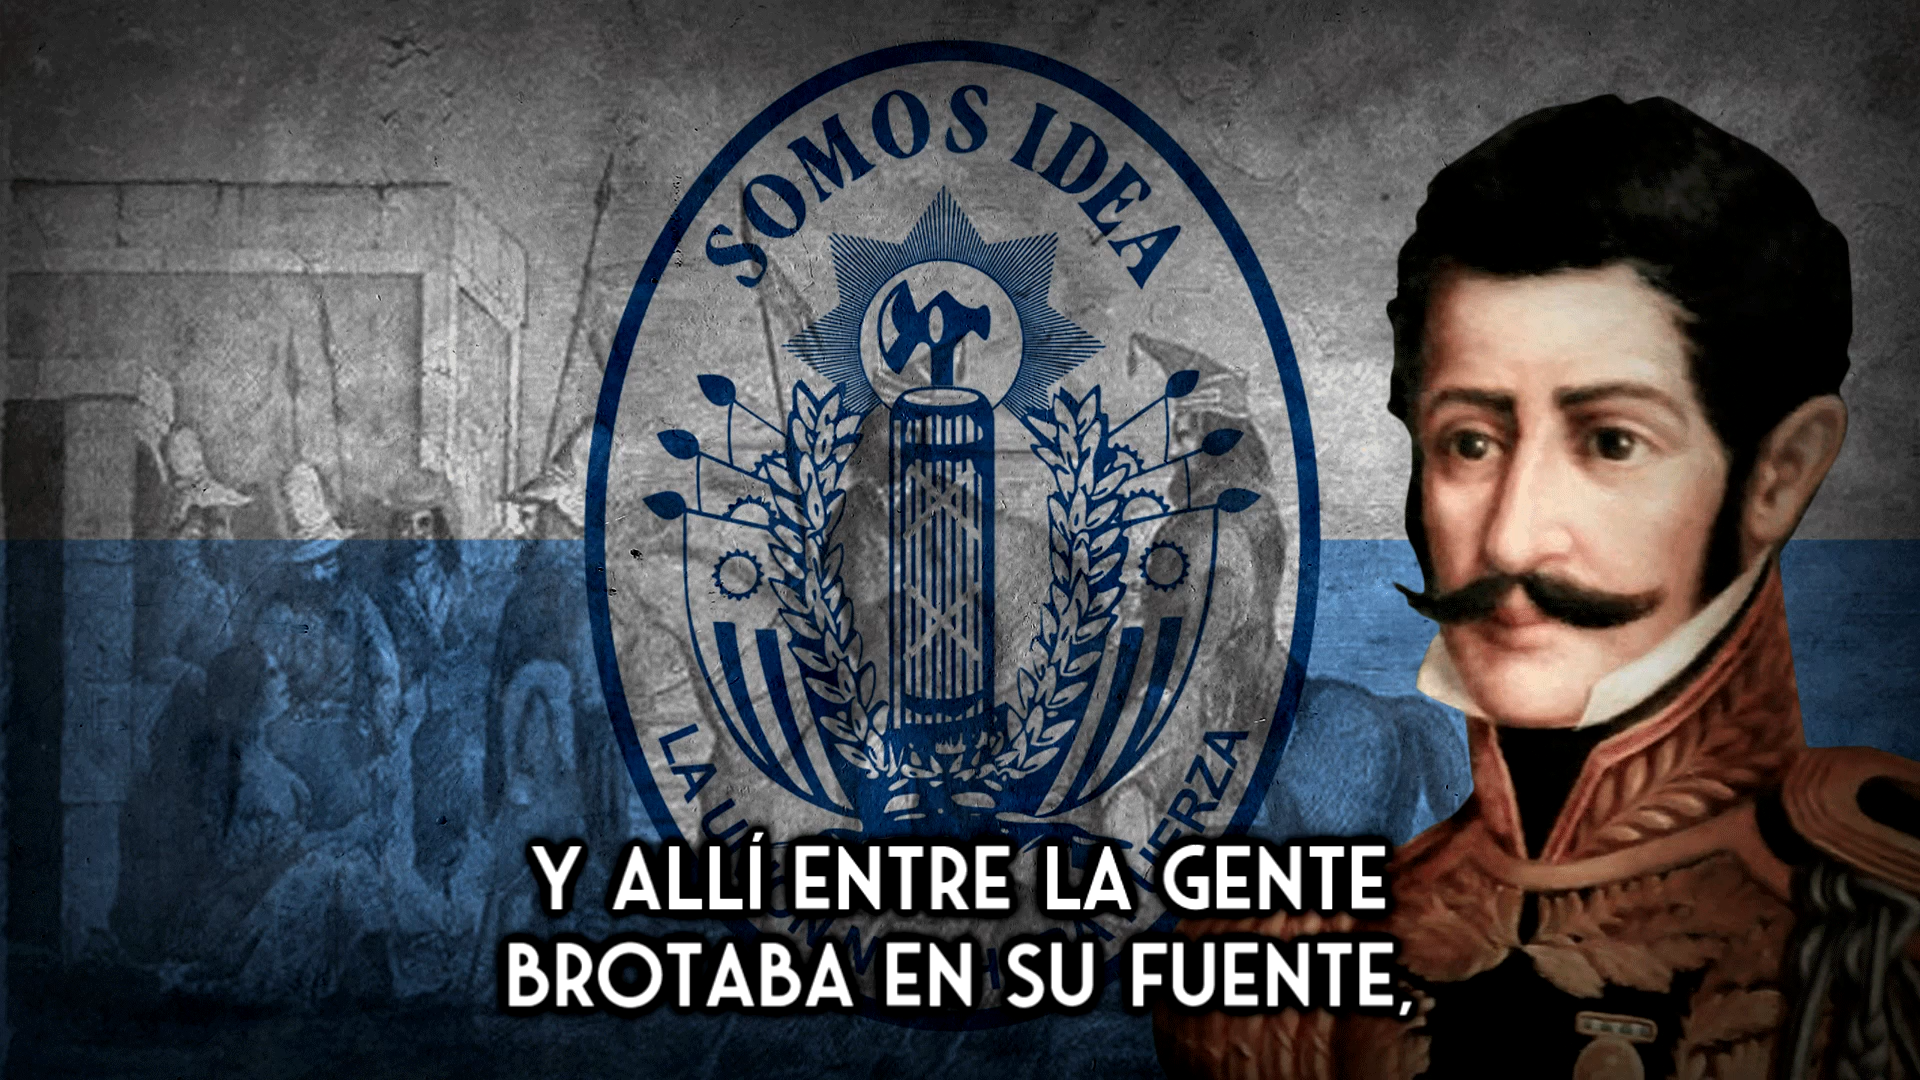 SOMOS IDEA
Y ALLÍ ENTRE LA GENTE
BROTABA EN SU FUENTE,